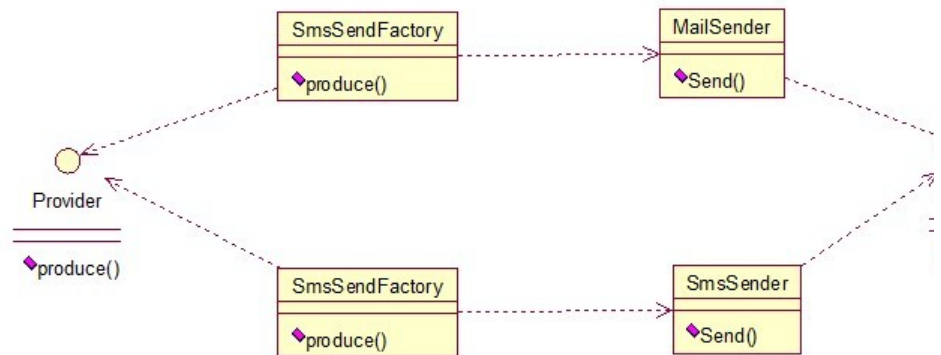 SmsSendFactory
produce()
MailSender
Send()
Provider
produce()
SmsSendFactory
produce()
SmsSender
Send()